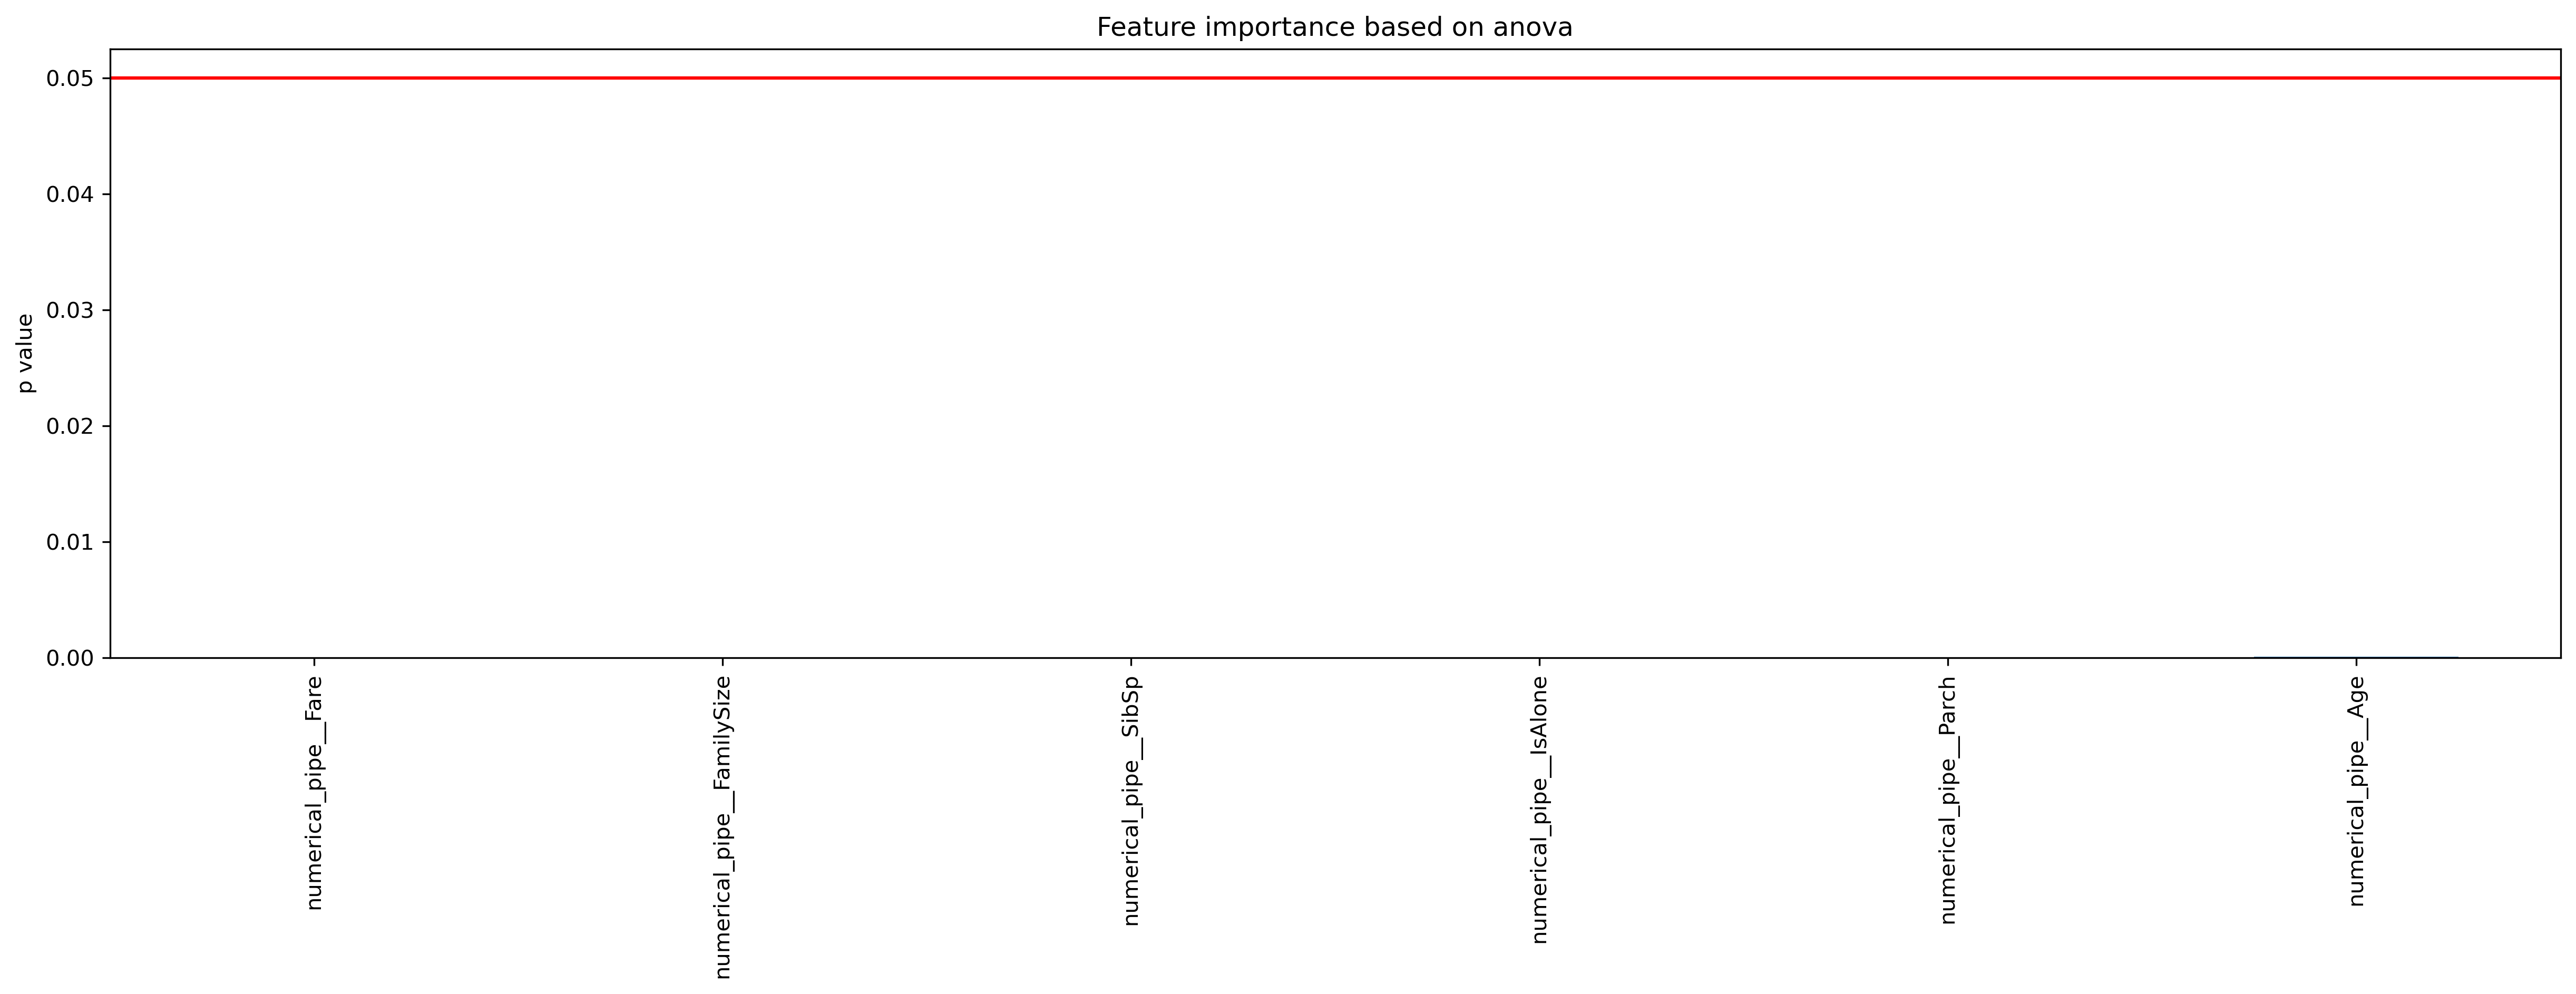 Feature importance based on anova
0.05
0.04
0.03
0.02
0.01
0.00
p value
numerical_pipe__Fare
numerical_pipe__FamilySize
numerical_pipe__SibSp
numerical_pipe__IsAlone
numerical_pipe__Parch
numerical_pipe__Age